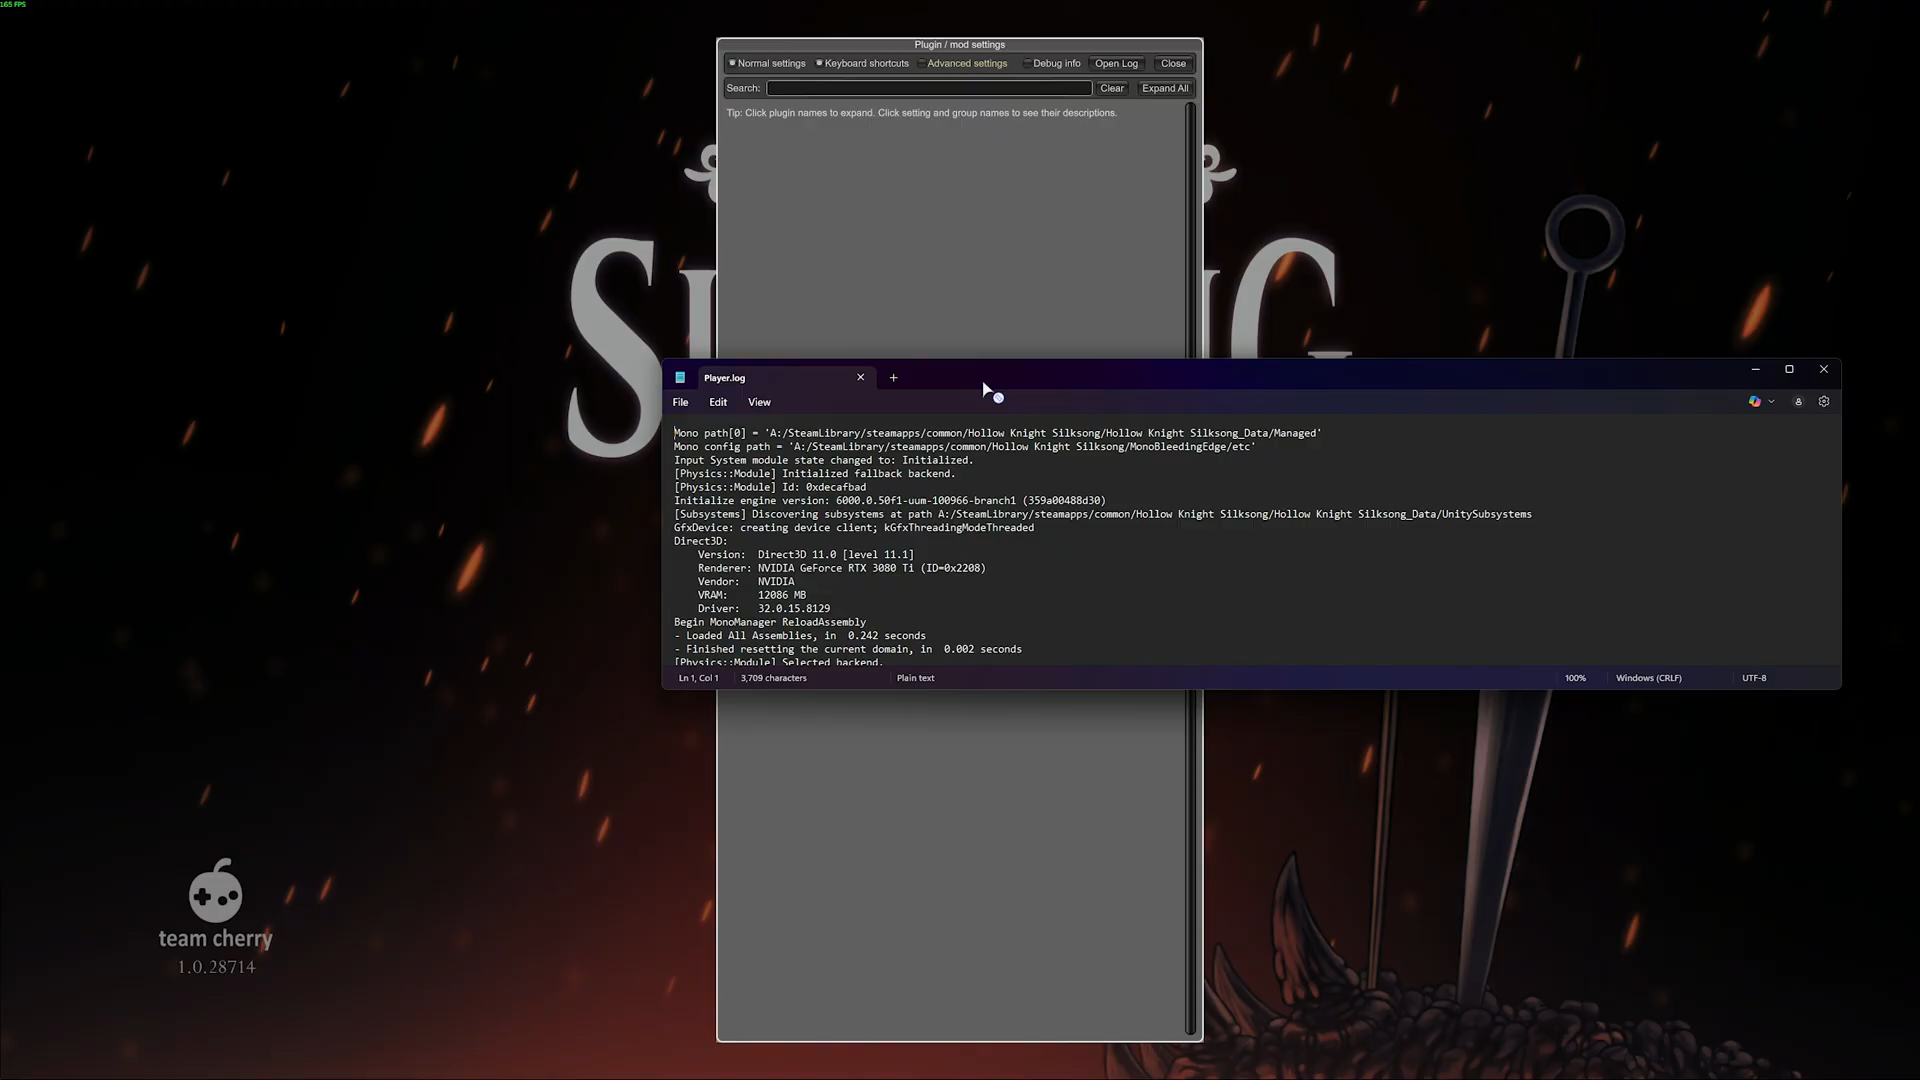 165 FPS
Plugin / mod settings
Normal settings Keyboard shortcuts Advanced settings Debug info Open Log Close
Search: Clear Expand All
Tip: Click plugin names to expand. Click setting and group names to see their descriptions.
Player.log
File Edit View
Mono path[0] = 'A:/SteamLibrary/steamapps/common/Hollow Knight Silksong/Hollow Knight Silksong_Data/Managed'
Mono config path = 'A:/SteamLibrary/steamapps/common/Hollow Knight Silksong/MonoBleedingEdge/etc'
Input System module state changed to: Initialized.
[Physics::Module] Initialized fallback backend.
[Physics::Module] Id: 0xdecafbad
Initialize engine version: 6000.0.50f1-uum-100966-branch1 (359a00488d30)
[Subsystems] Discovering subsystems at path A:/SteamLibrary/steamapps/common/Hollow Knight Silksong/Hollow Knight Silksong_Data/UnitySubsystems
GfxDevice: creating device client; kGfxThreadingModeThreaded
Direct3D:
Version: Direct3D 11.0 [level 11.1]
Renderer: NVIDIA GeForce RTX 3080 Ti (ID=0x2208)
Vendor: NVIDIA
VRAM: 12086 MB
Driver: 32.0.15.8129
Begin MonoManager ReloadAssembly
- Loaded All Assemblies, in 0.242 seconds
- Finished resetting the current domain, in 0.002 seconds
[Physics::Module] Selected backend.
Ln 1, Col 1 3,709 characters Plain text 100% Windows (CRLF) UTF-8
team cherry
1.0.28714